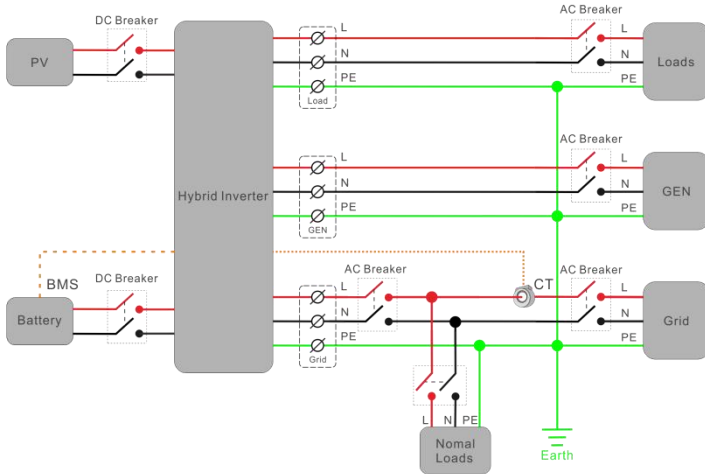 DC Breaker
PV
Hybrid Inverter
L
N
PE
Load
AC Breaker
L
N
PE
Loads
L
N
PE
GEN
AC Breaker
L
N
PE
GEN
BMS
DC Breaker
Battery
L
N
PE
Grid
AC Breaker
CT
AC Breaker
L
N
PE
Grid
L
N
PE
Nomal
Loads
Earth